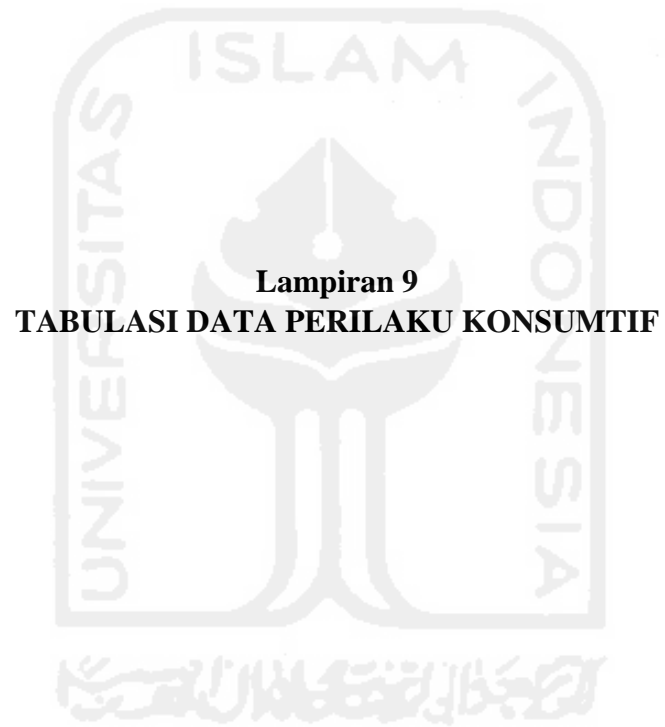 ISLAM
UNIVERSITAS
INDONESIA
Lampiran 9
TABULASI DATA PERILAKU KONSUMTIF